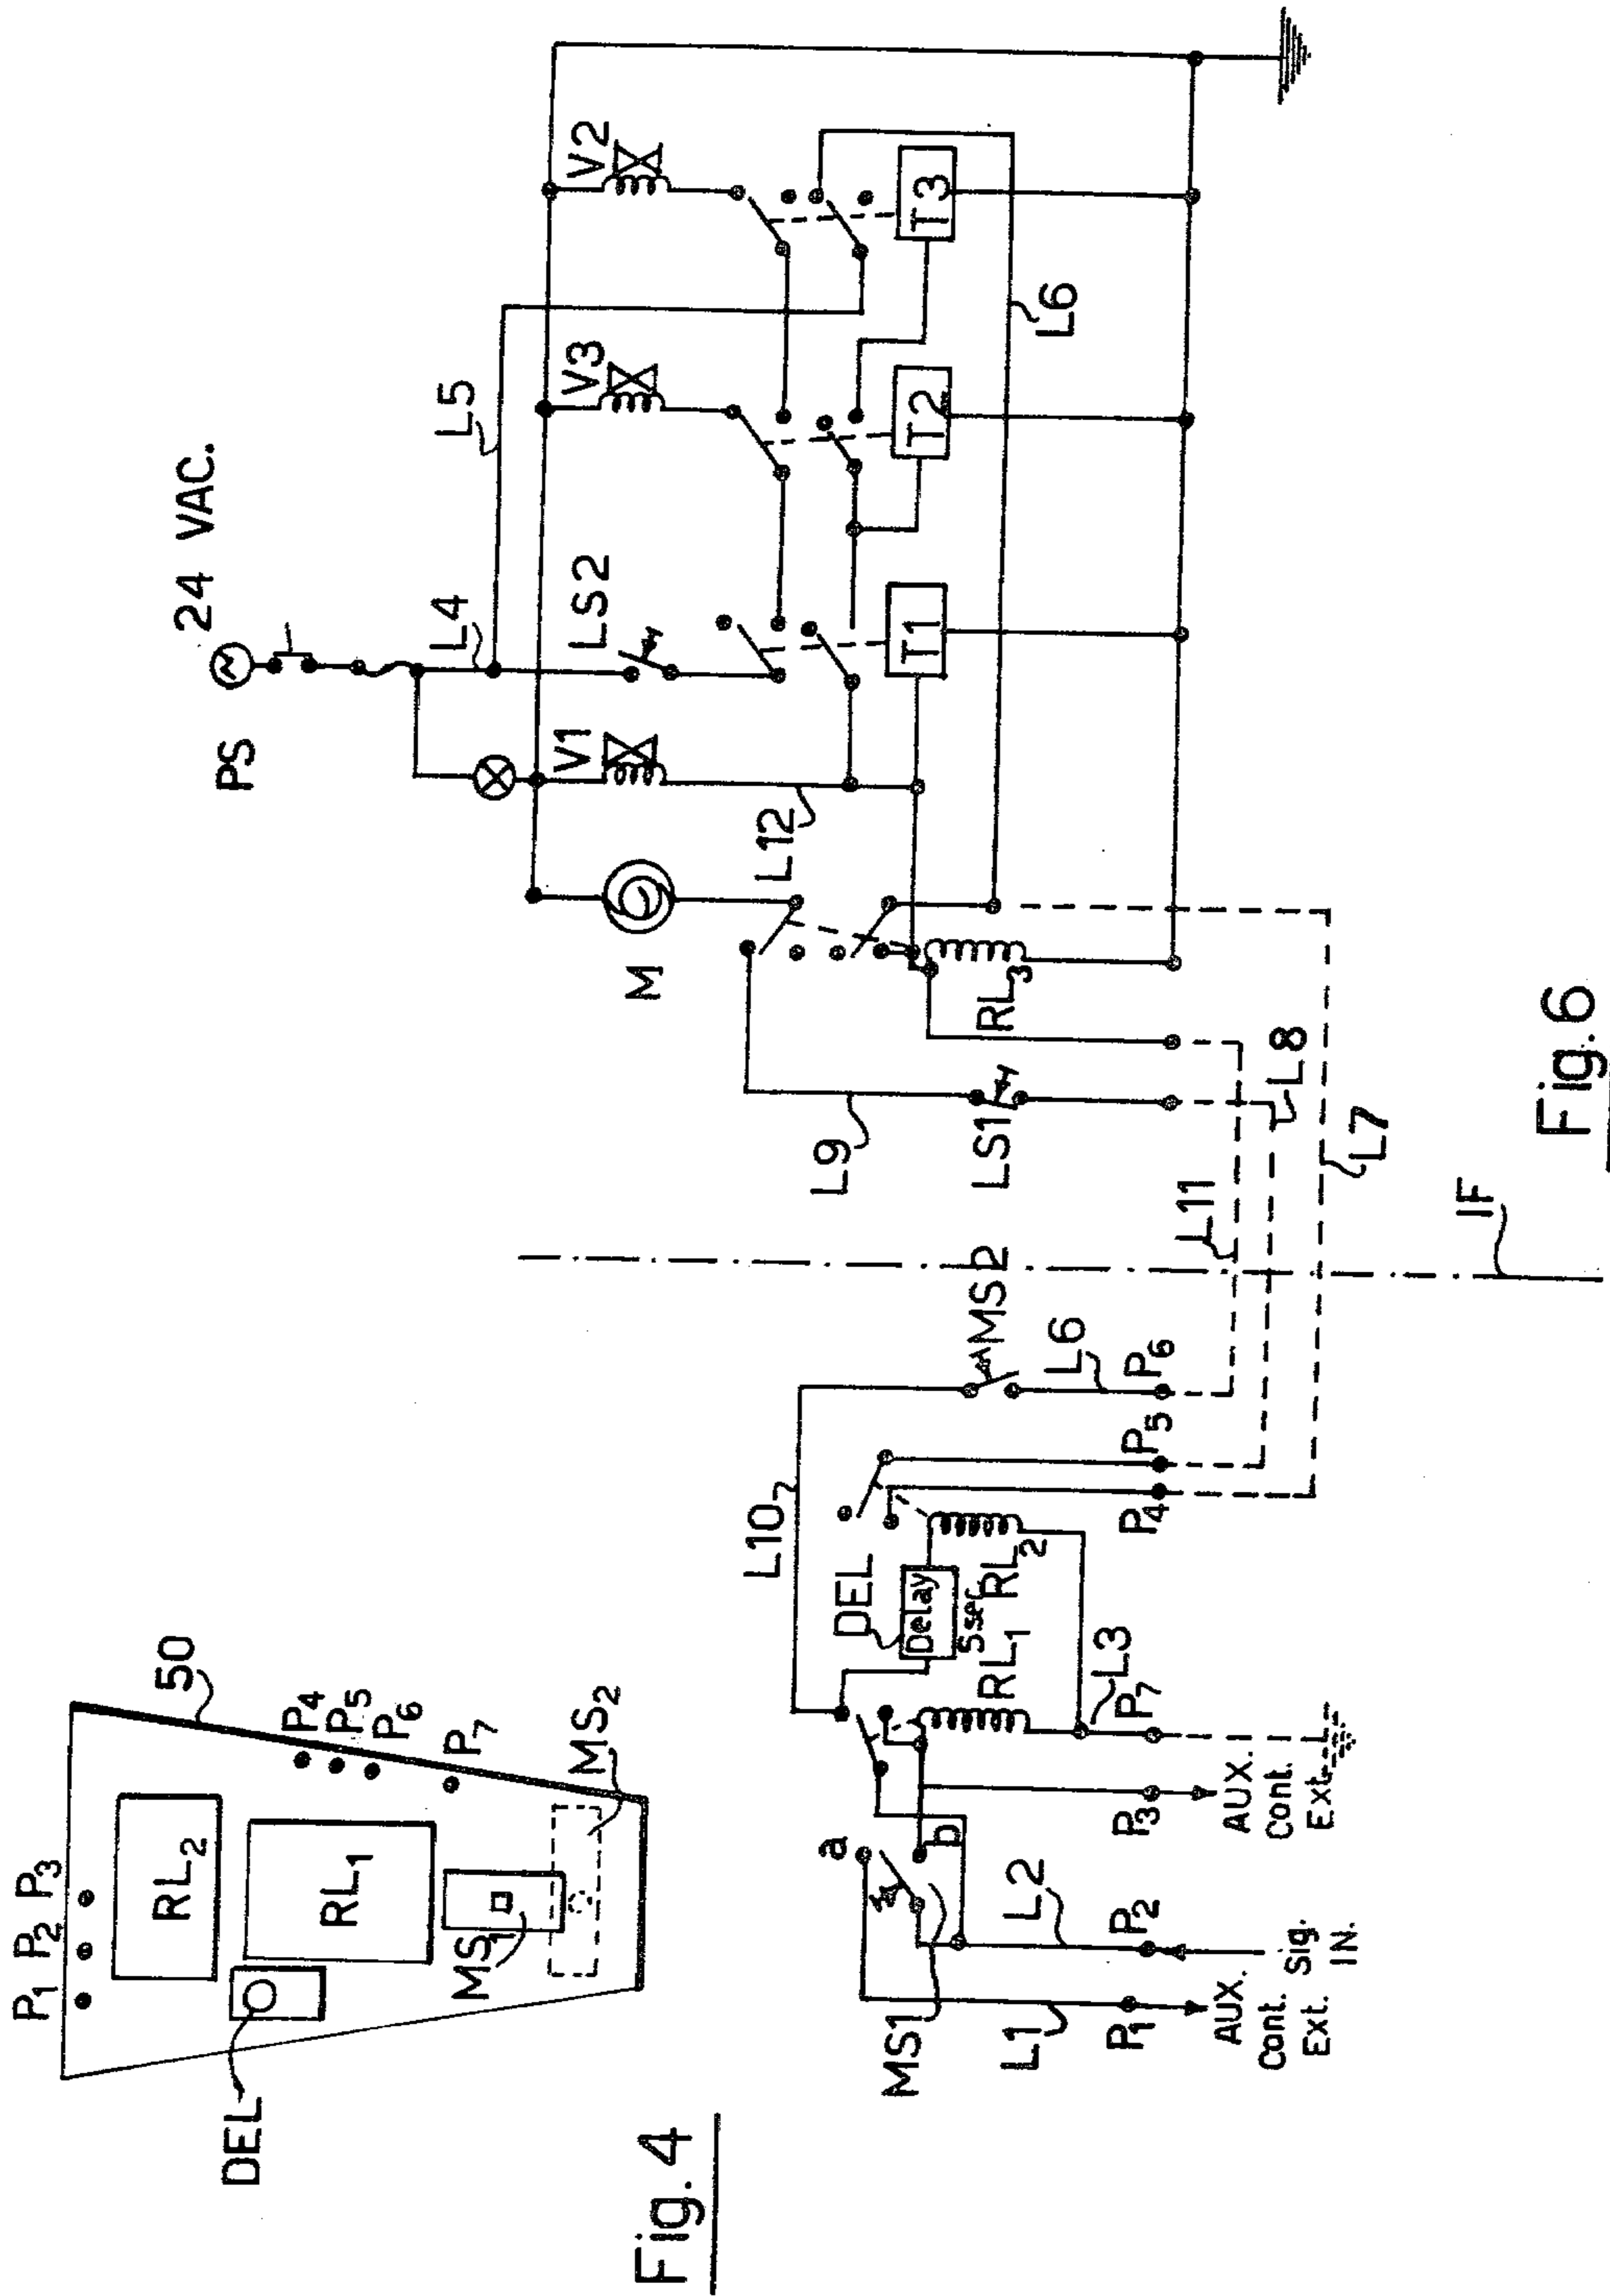 P1 P2 P3
RL2
50
DEL
RL1
P4
P5
P6
P7
MS1
MS2
Fig. 4
24 VAC.
PS
L4
L5
LS2
V1
V3
V2
M
L12
T1
T2
T3
L6
RL3
L9
LS1
L11
L8
L7
IF
L10
MS2
L6
DEL
Delay
5sec
RL1
RL2
P4
P5
P6
L3
P7
a
b
MS1
L1
L2
P1
P2
P3
AUX.
Cont.
Ext.
Sig.
IN.
AUX.
Cont.
Ext.
Fig.6